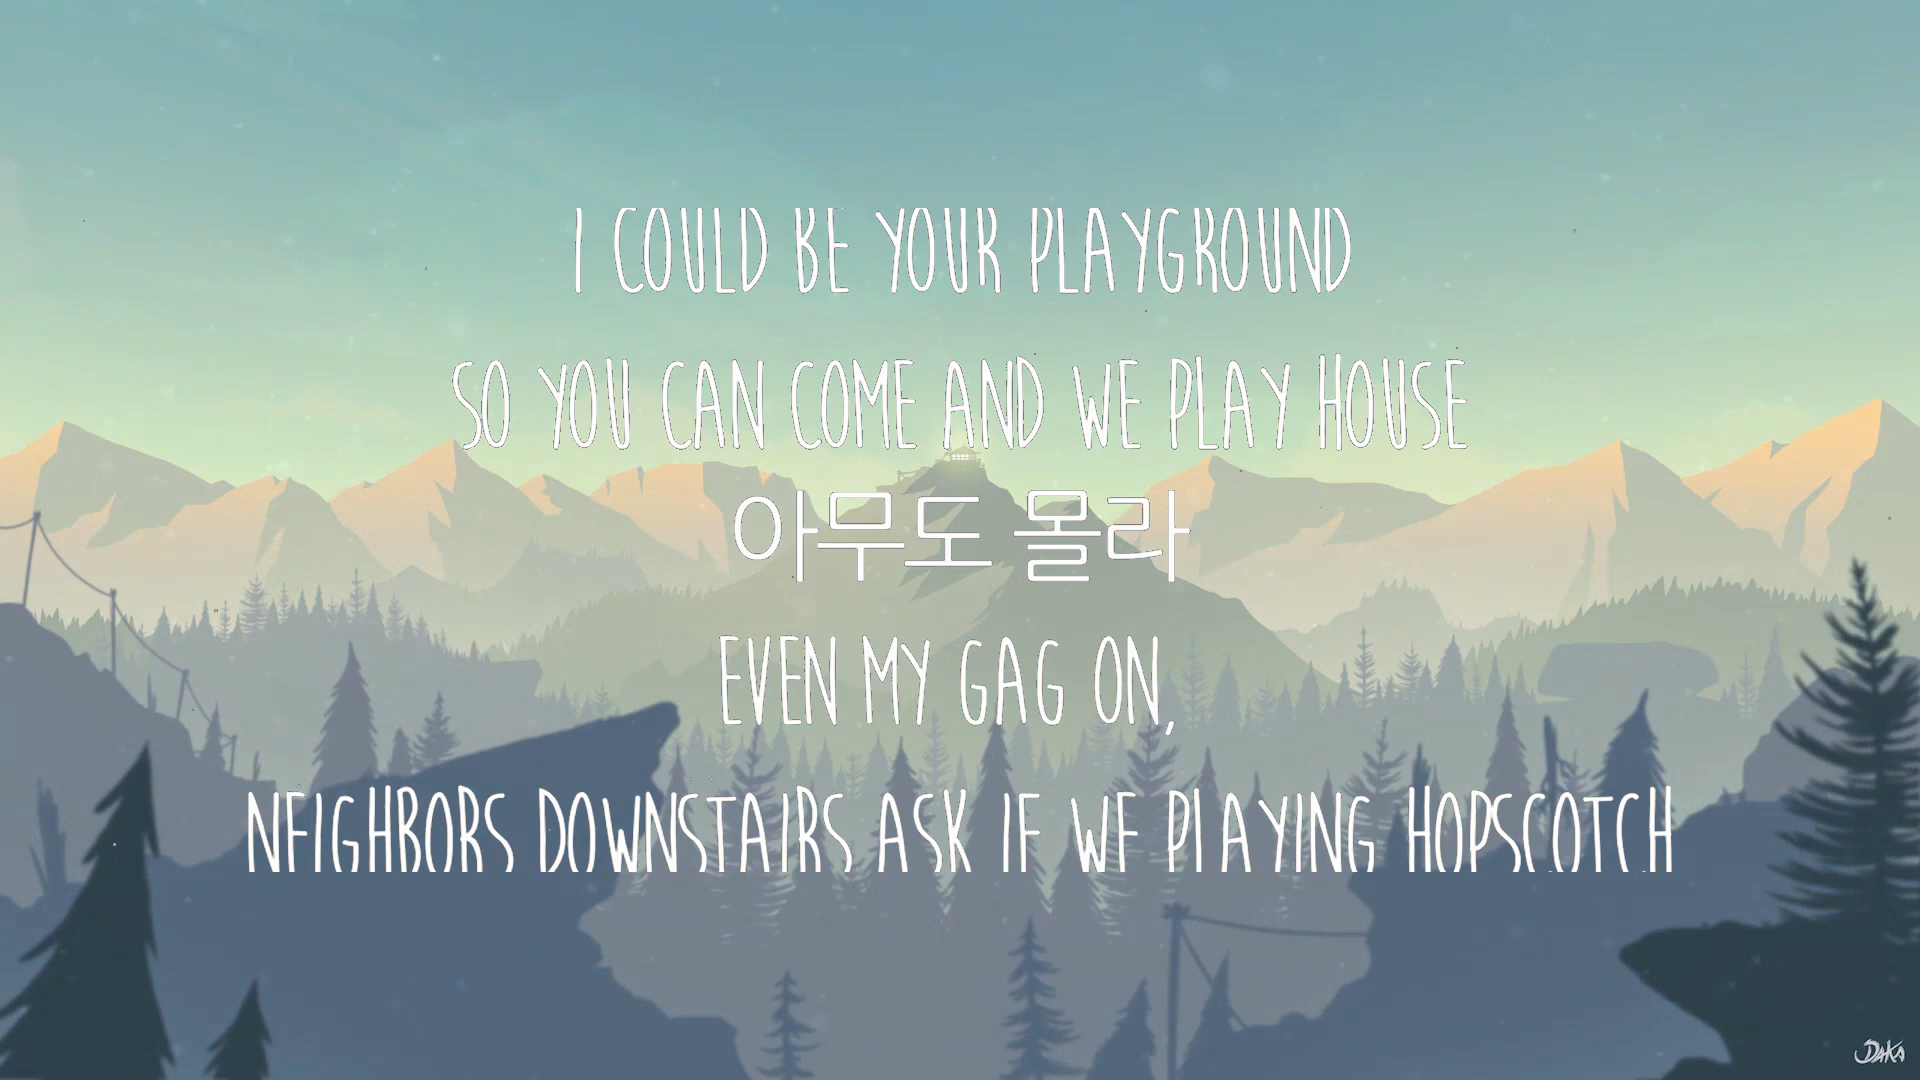 I COULD BE YOUR PLAYGROUND
SO YOU CAN COME AND WE PLAY HOUSE
아무도 몰라
EVEN MY GAG ON,
NEIGHBORS DOWNSTAIRS ASK IF WE PLAYING HOPSCOTCH
DAKA